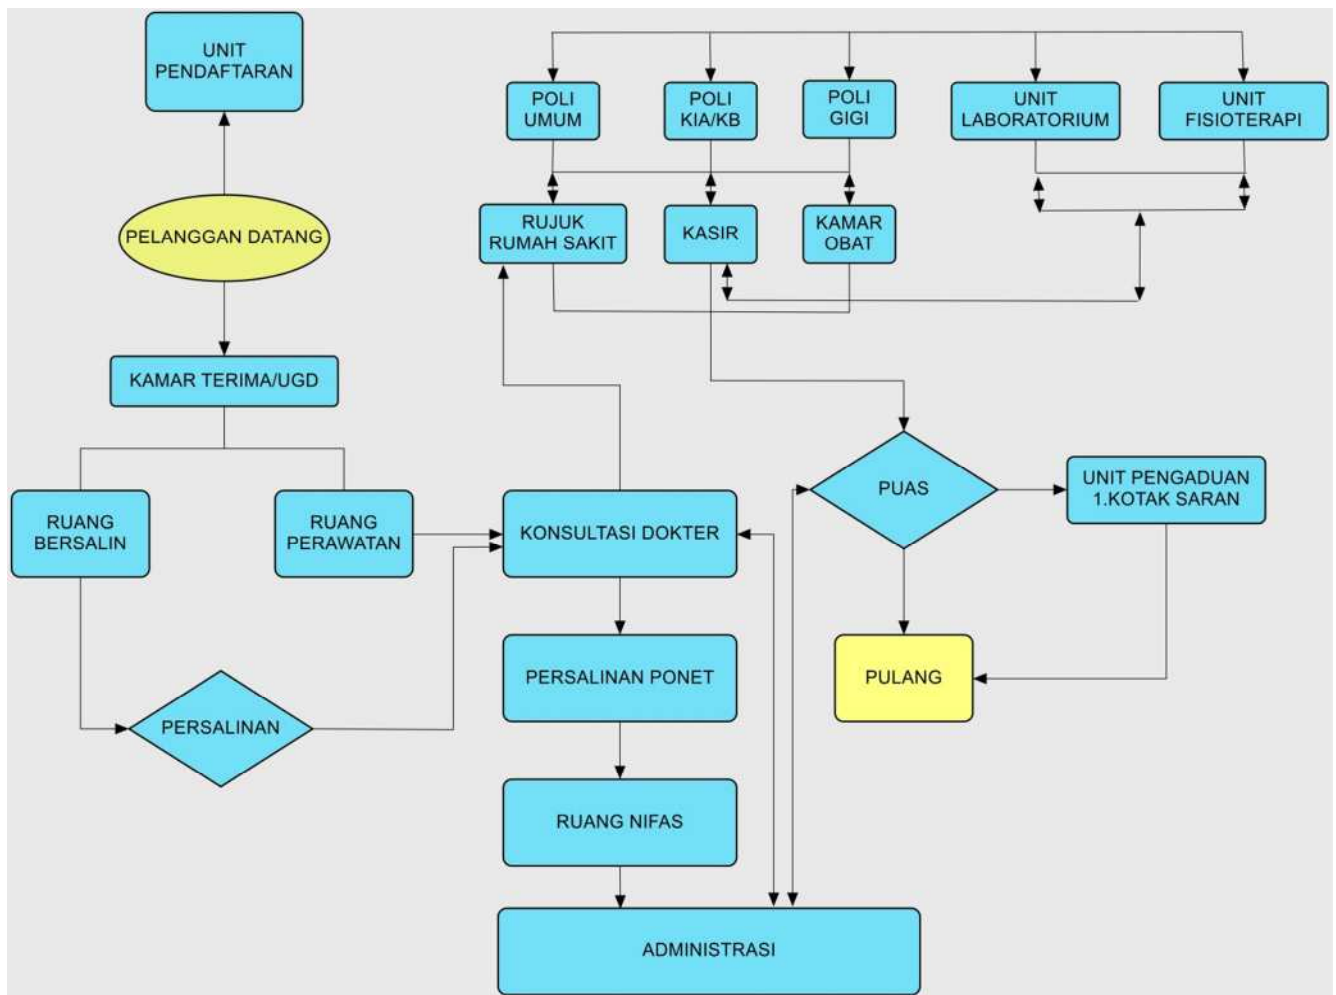 UNIT
PENDAFTARAN
POLI
UMUM
POLI
KIA/KB
POLI
GIGI
UNIT
LABORATORIUM
UNIT
FISIOTERAPI
PELANGGAN DATANG
RUJUK
RUMAH SAKIT
KASIR
KAMAR
OBAT
KAMAR TERIMA/UGD
RUANG
BERSALIN
RUANG
PERAWATAN
KONSULTASI DOKTER
PUAS
UNIT PENGADUAN
1.KOTAK SARAN
PERSALINAN
PERSALINAN PONET
PULANG
RUANG NIFAS
ADMINISTRASI